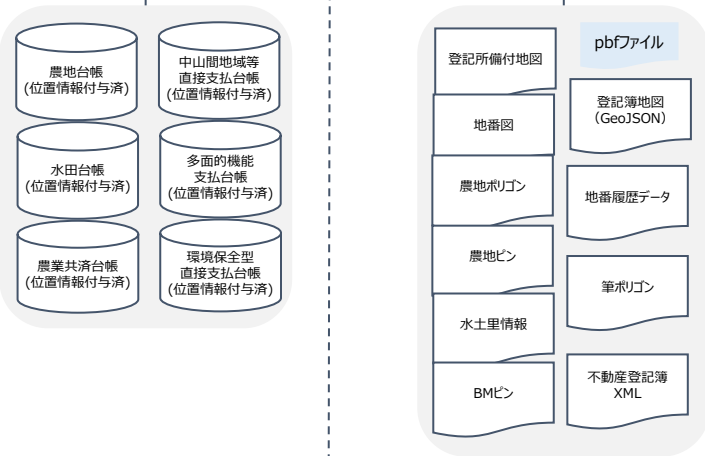 農地台帳
(位置情報付与済)
中山間地域等
直接支払台帳
(位置情報付与済)
水田台帳
(位置情報付与済)
多面的機能
支払台帳
(位置情報付与済)
農業共済台帳
(位置情報付与済)
環境保全型
直接支払台帳
(位置情報付与済)
登記所備付地図
地番図
農地ポリゴン
農地ピン
水土里情報
BMピン
pbfファイル
登記簿地図
（GeoJSON）
地番履歴データ
筆ポリゴン
不動産登記簿
XML